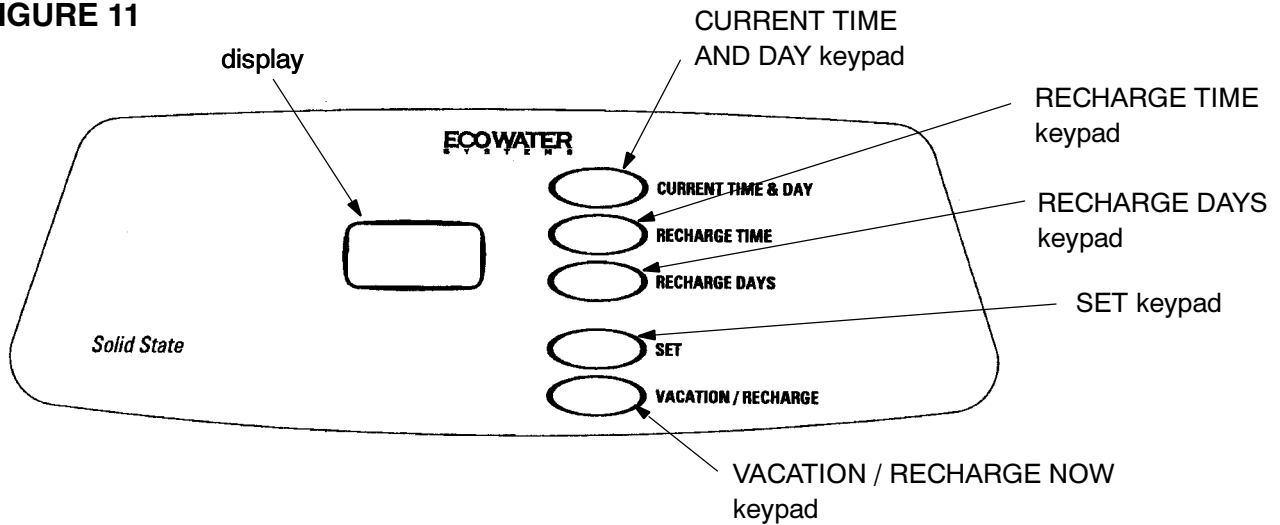 IGURE 11
CURRENT TIME
AND DAY keypad
display
RECHARGE TIME
keypad
ECOWATER
SYSTEMS
CURRENT TIME & DAY
RECHARGE TIME
RECHARGE DAYS
keypad
RECHARGE DAYS
SET keypad
Solid State
SET
VACATION / RECHARGE
VACATION / RECHARGE NOW
keypad